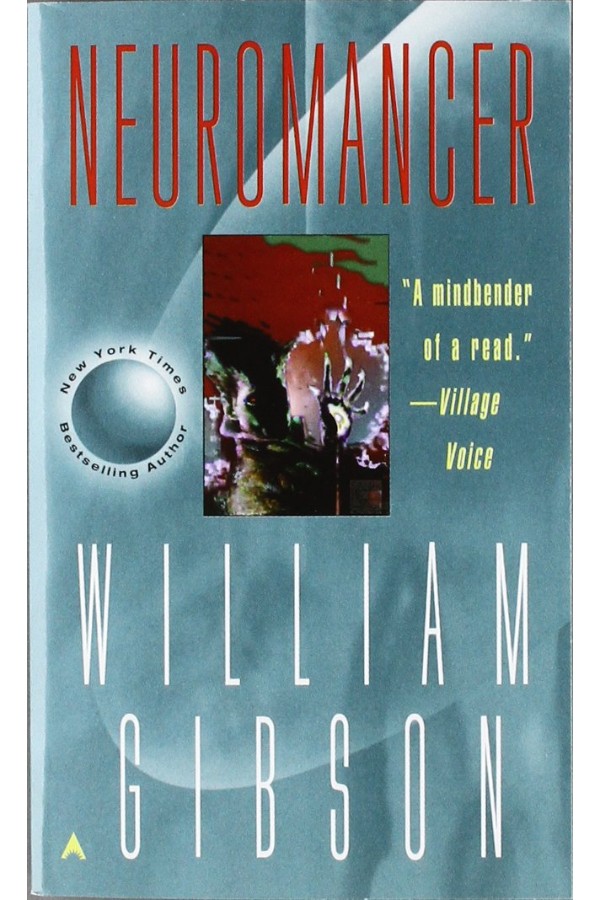 NEUROMANCER
"A mindbender
of a read."
—Village
Voice
New York Times
Bestselling Author
WILLIAM
GIBSON